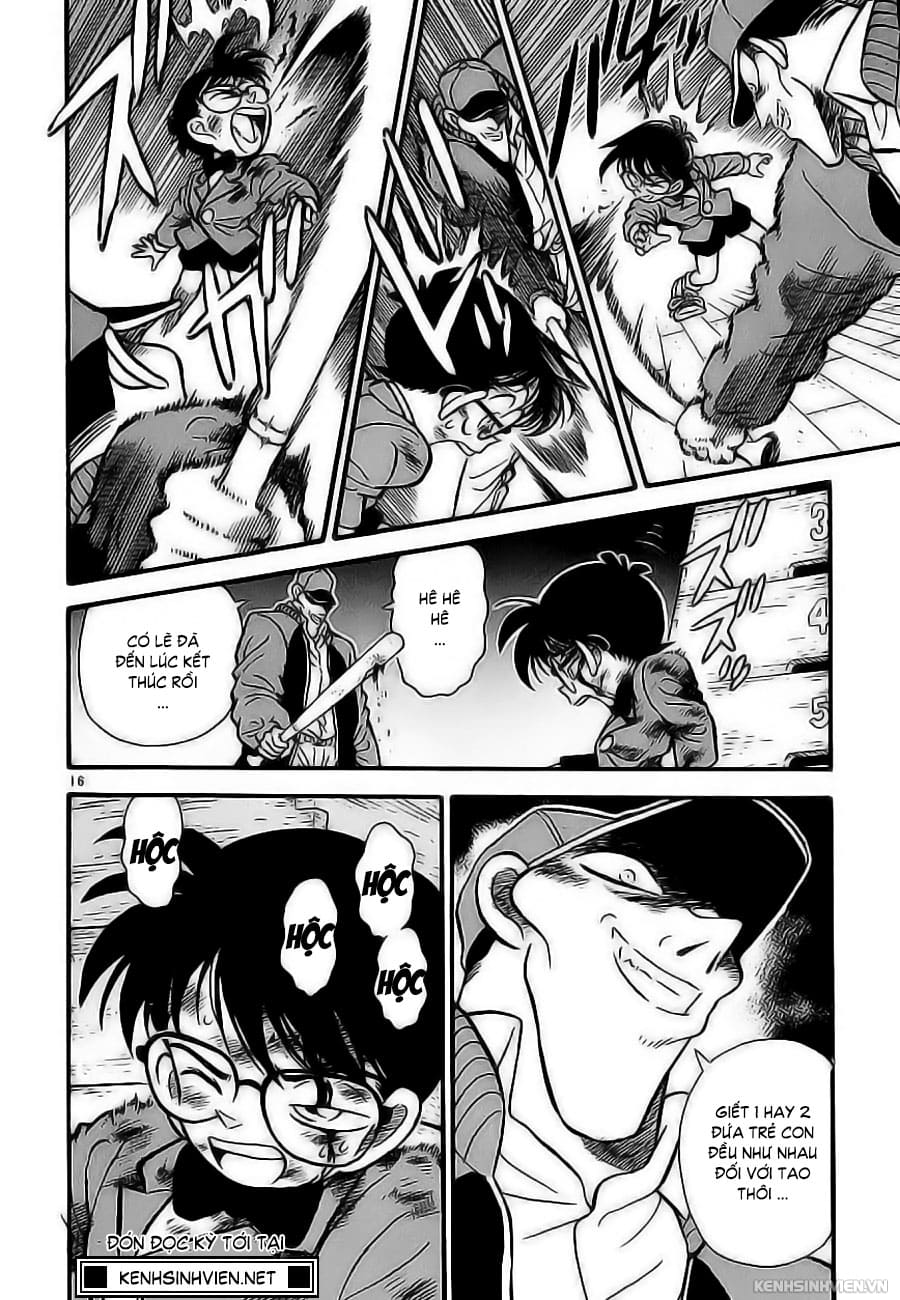 HÊ HÊ
HÊ
...
CÓ LẼ ĐÃ
ĐẾN LÚC KẾT
THÚC RỒI
...
3
4
5
16
HỘC
HỘC
HỘC
HỘC
GIẾT 1 HAY 2
ĐỨA TRẺ CON
ĐỀU NHƯ NHAU
ĐỐI VỚI TAO
THÔI ...
ĐÓN ĐỌC KỲ TỚI TẠI
KENHSINHVIEN.NET
KENHSINHVIEN.VN